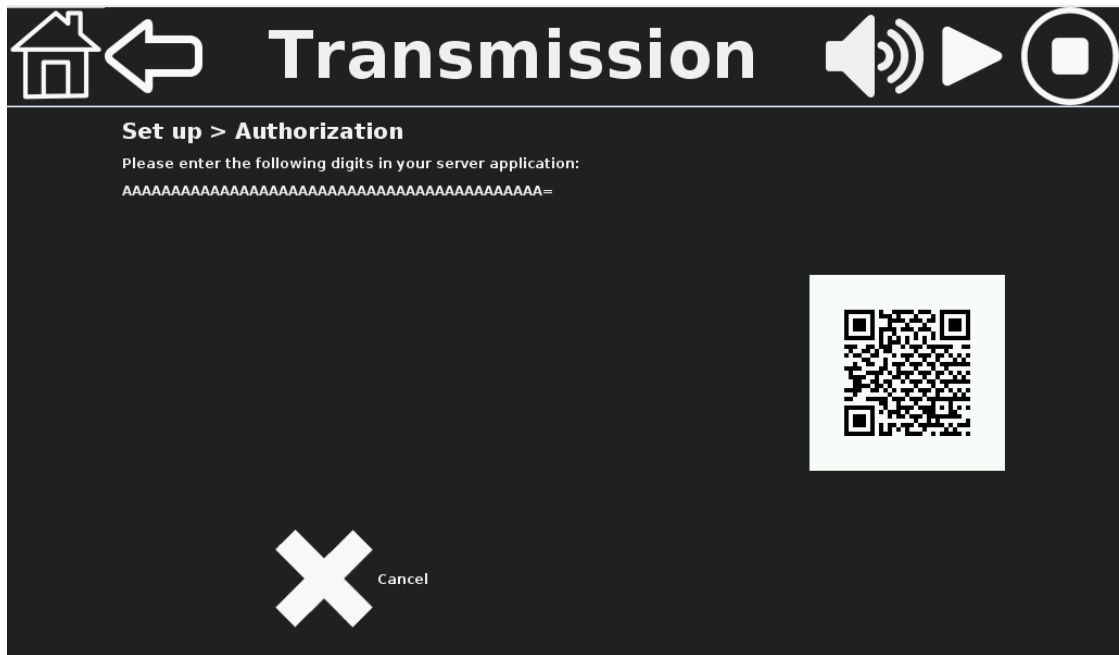 Transmission
Set up > Authorization
Please enter the following digits in your server application:
AAAAAAAAAAAAAAAAAAAAAAAAAAAAAAAAAAAAAAAAAAA=
Cancel